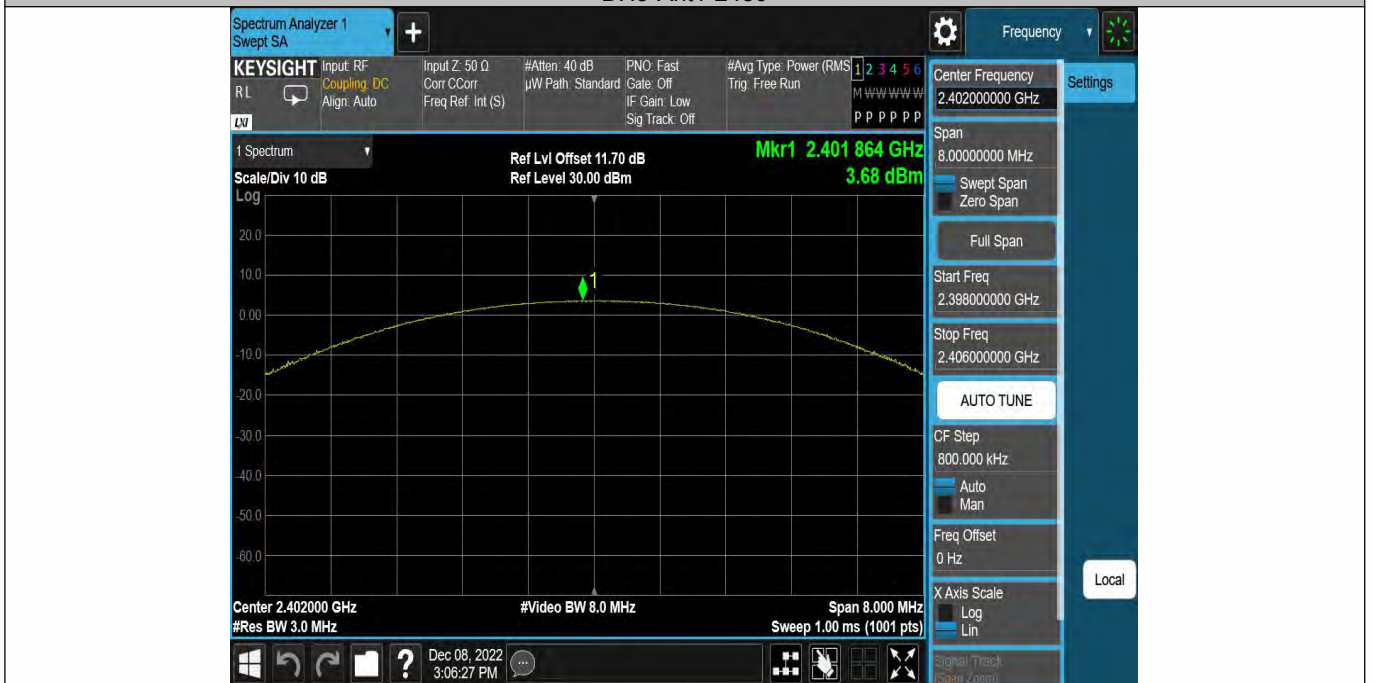 Spectrum Analyzer 1
Swept SA
Frequency
KEYSIGHT
RL
LXI
Input: RF
Coupling: DC
Align: Auto
Input Z: 50 Ω
Corr CCorr
Freq Ref: Int (S)
#Atten: 40 dB
µW Path: Standard
PNO: Fast
Gate: Off
IF Gain: Low
Sig Track: Off
#Avg Type: Power (RMS
Trig: Free Run
1 2 3 4 5 6
M W W W W W
P P P P P P
1 Spectrum
Scale/Div 10 dB
Log
Ref Lvl Offset 11.70 dB
Ref Level 30.00 dBm
Mkr1 2.401 864 GHz
3.68 dBm
1
20.0
10.0
0.00
-10.0
-20.0
-30.0
-40.0
-50.0
-60.0
Center 2.402000 GHz
#Res BW 3.0 MHz
#Video BW 8.0 MHz
Span 8.000 MHz
Sweep 1.00 ms (1001 pts)
Dec 08, 2022
3:06:27 PM
Center Frequency
2.402000000 GHz
Settings
Span
8.00000000 MHz
Swept Span
Zero Span
Full Span
Start Freq
2.398000000 GHz
Stop Freq
2.406000000 GHz
AUTO TUNE
CF Step
800.000 kHz
Auto
Man
Freq Offset
0 Hz
Local
X Axis Scale
Log
Lin
Signal Track
(Span Zoom)